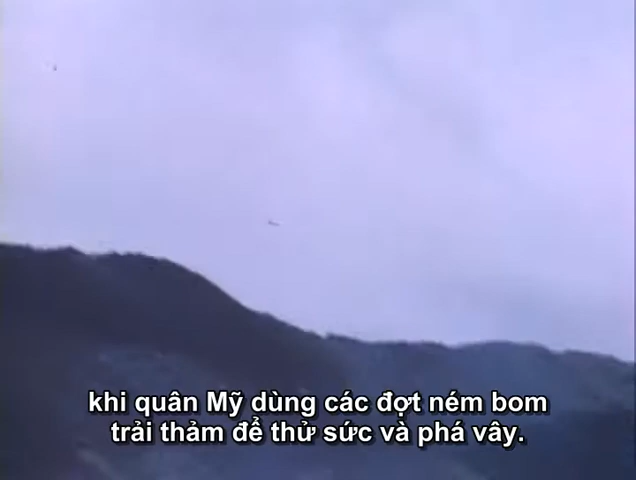 khi quân Mỹ dùng các đợt ném bom
trải thảm để thử sức và phá vây.